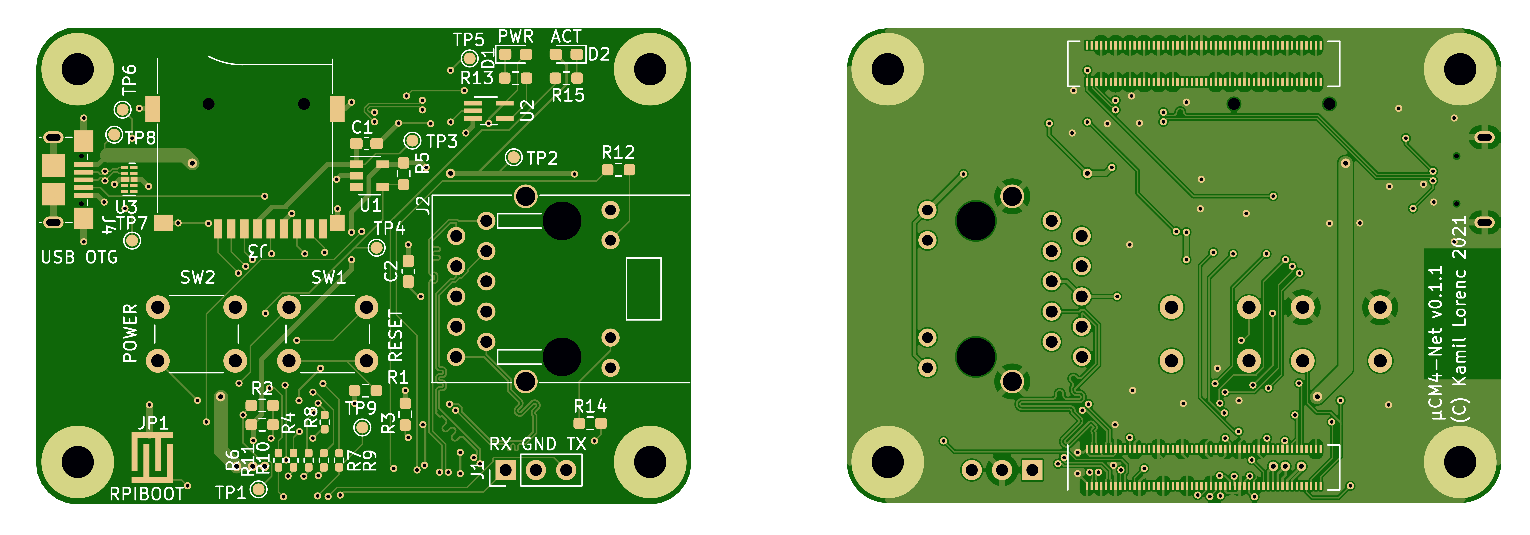 TP5
PWR
ACT
D1
D2
R13
R15
TP6
TP8
C1
TP3
U2
TP2
R12
R5
U3
U1
J2
J4
TP7
TP4
USB OTG
J3
C2
SW2
SW1
POWER
RESET
R2
R1
TP9
R4
R8
R3
R14
JP1
RX GND TX
R6
R11
R10
R7
R9
J1
RPIBOOT
TP1
µCM4-Net v0.1.1
(C) Kamil Lorenc 2021